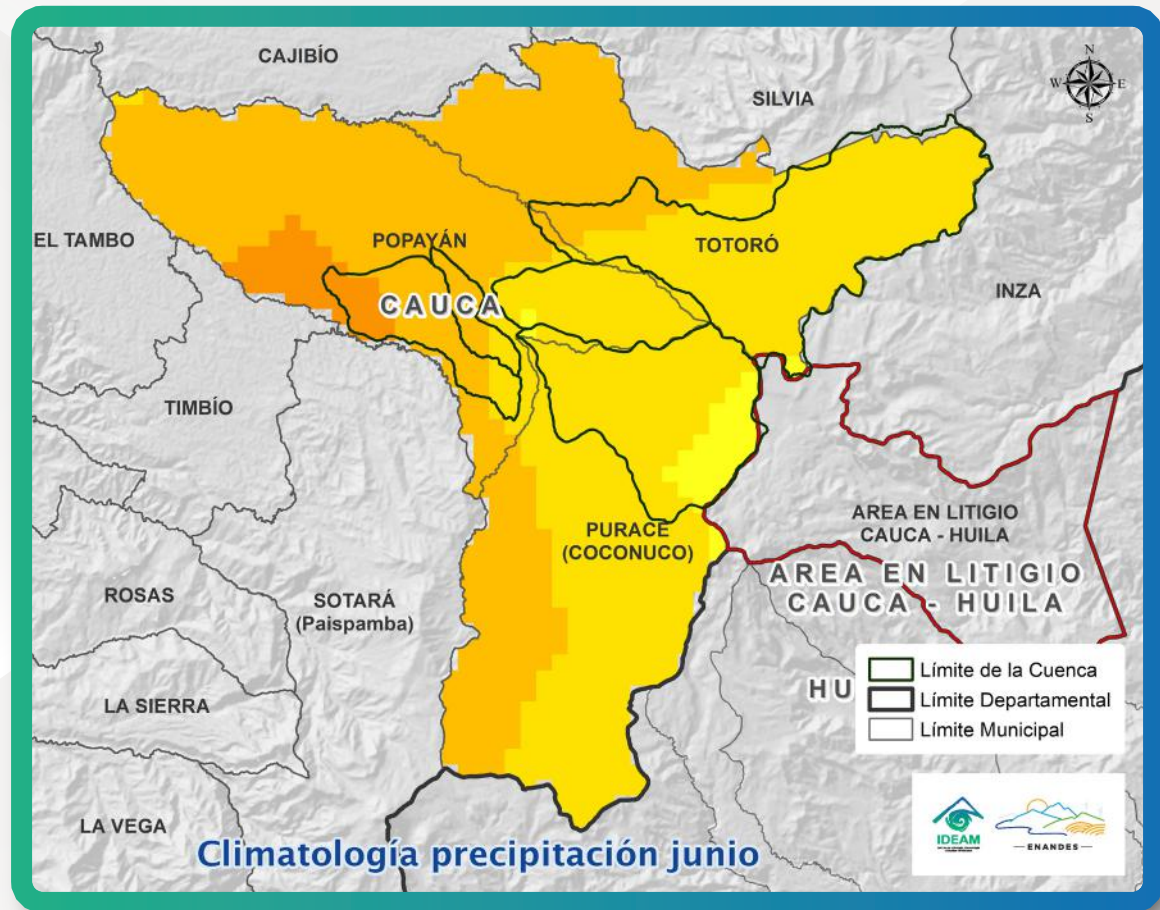 CAJIBÍO
SILVIA
N
W
E
S
EL TAMBO
POPAYÁN
TOTORÓ
INZA
CAUCA
TIMBÍO
PURACE
(COCONUCO)
AREA EN LITIGIO
CAUCA - HUILA
AREA EN LITIGIO
CAUCA - HUILA
ROSAS
SOTARÁ
(Paispamba)
LA SIERRA
HU
Límite de la Cuenca
Límite Departamental
Límite Municipal
LA VEGA
Climatología precipitación junio
IDEAM
ENANDES